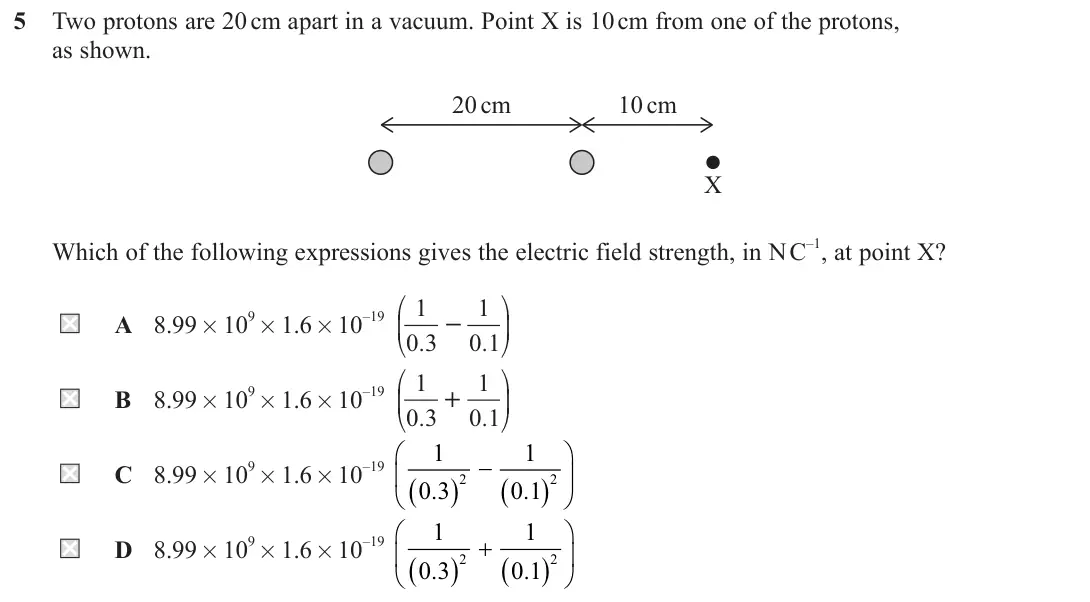 5 Two protons are 20 cm apart in a vacuum. Point X is 10 cm from one of the protons,
as shown.
20 cm 10 cm
X
Which of the following expressions gives the electric field strength, in N C⁻¹, at point X?
A 8.99 × 10⁹ × 1.6 × 10⁻¹⁹ (1/0.3 − 1/0.1)
B 8.99 × 10⁹ × 1.6 × 10⁻¹⁹ (1/0.3 + 1/0.1)
C 8.99 × 10⁹ × 1.6 × 10⁻¹⁹ (1/(0.3)² − 1/(0.1)²)
D 8.99 × 10⁹ × 1.6 × 10⁻¹⁹ (1/(0.3)² + 1/(0.1)²)